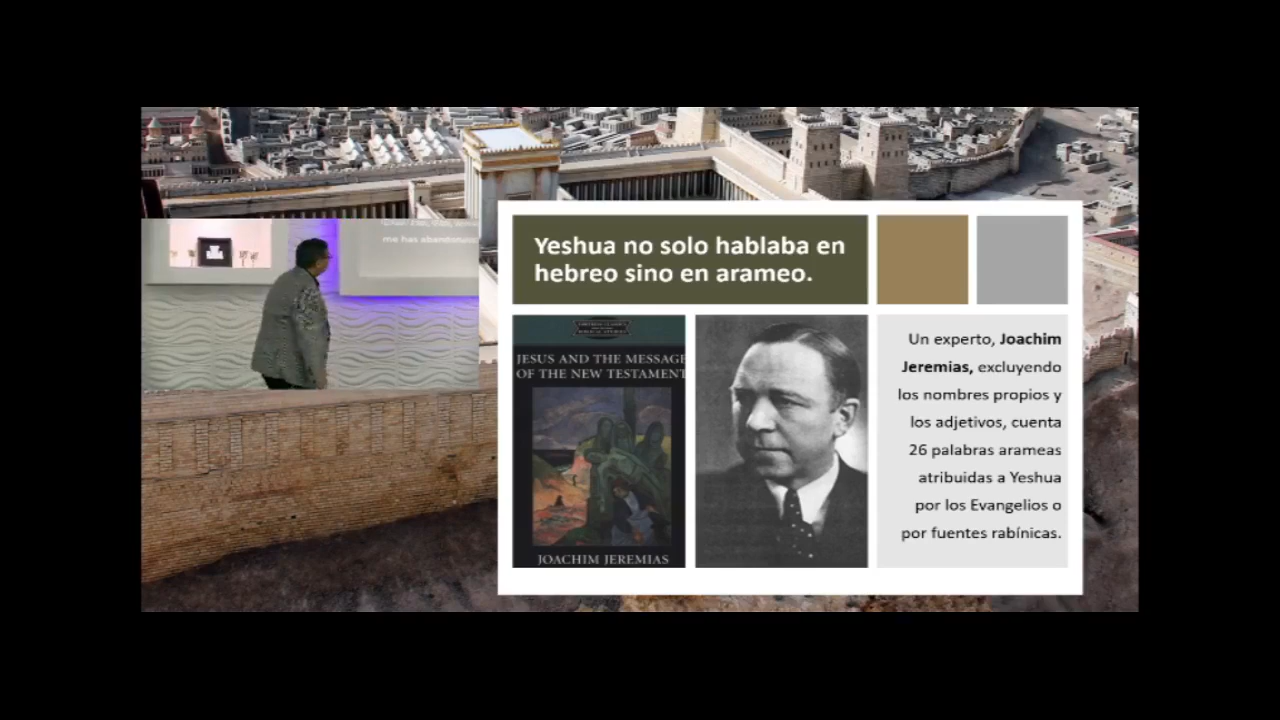 me has abandonado
Yeshua no solo hablaba en
hebreo sino en arameo.
JESUS AND THE MESSAGE
OF THE NEW TESTAMENT
JOACHIM JEREMIAS
Un experto, Joachim
Jeremias, excluyendo
los nombres propios y
los adjetivos, cuenta
26 palabras arameas
atribuidas a Yeshua
por los Evangelios o
por fuentes rabínicas.